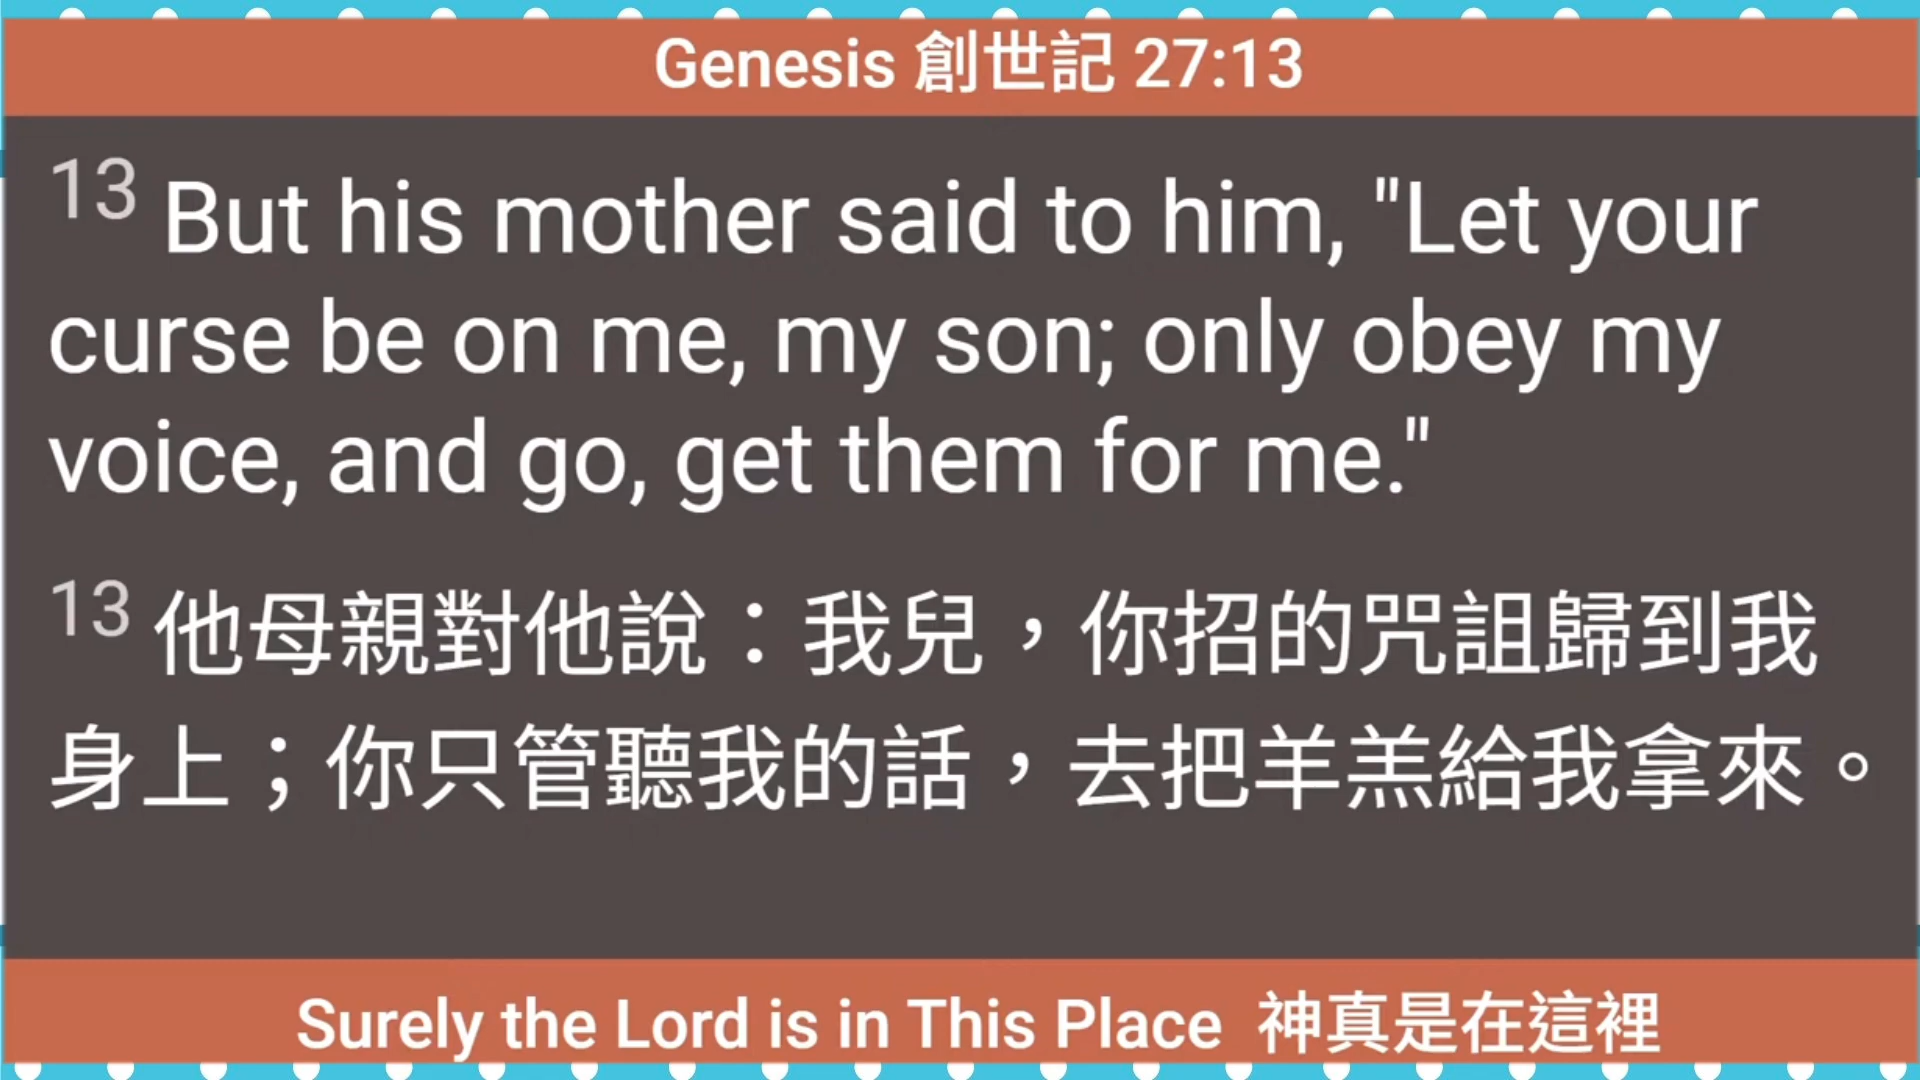 Genesis 創世記 27:13
13 But his mother said to him, "Let your
curse be on me, my son; only obey my
voice, and go, get them for me."
13 他母親對他說：我兒，你招的咒詛歸到我
身上；你只管聽我的話，去把羊羔給我拿來。
Surely the Lord is in This Place 神真是在這裡